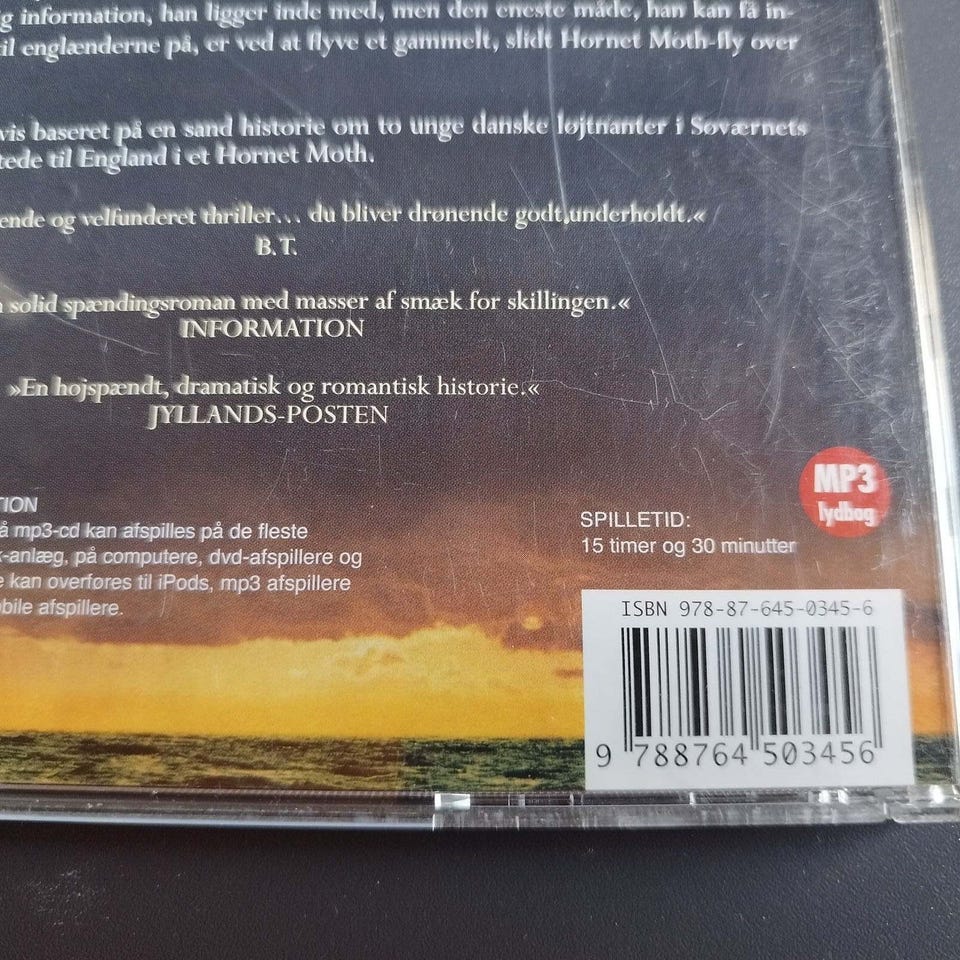 g information, han ligger inde med, men den eneste måde, han kan få in-
til englænderne på, er ved at flyve et gammelt, slidt Hornet Moth-fly over
vis baseret på en sand historie om to unge danske løjtnanter i Søværnets
tede til England i et Hornet Moth.
ende og velfunderet thriller... du bliver drønende godt underholdt.«
B.T.
n solid spændingsroman med masser af smæk for skillingen.«
INFORMATION
»En højspændt, dramatisk og romantisk historie.«
JYLLANDS-POSTEN
MP3
lydbog
TION
å mp3-cd kan afspilles på de fleste
k-anlæg, på computere, dvd-afspillere og
e kan overføres til iPods, mp3 afspillere
bile afspillere.
SPILLETID:
15 timer og 30 minutter
ISBN 978-87-645-0345-6
9 788764 503456